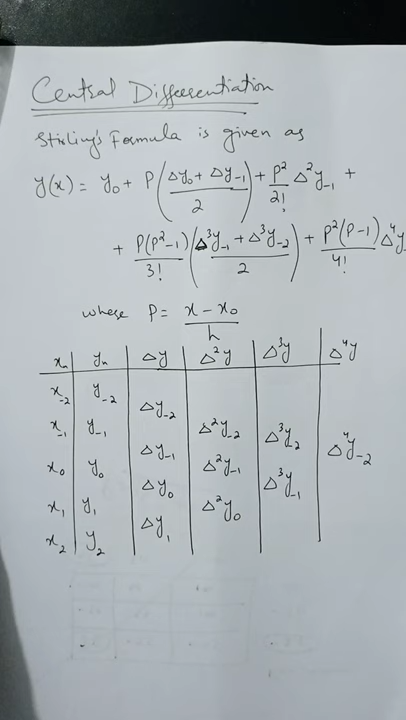 Central Differentiation
Stirling's Formula is given as
y(x) = y₀ + P (Δy₀ + Δy₋₁ / 2) + P²/2! Δ²y₋₁ +
+ P(P²-1)/3! (Δ³y₋₁ + Δ³y₋₂ / 2) + P²(P-1)/4! Δ⁴y
where P = x - x₀ / h
xₙ yₙ Δy Δ²y Δ³y Δ⁴y
x₋₂ y₋₂
Δy₋₂
x₋₁ y₋₁ Δ²y₋₂
Δy₋₁ Δ³y₂
x₀ y₀ Δ²y₋₁ Δ⁴y₋₂
Δy₀ Δ³y₋₁
x₁ y₁ Δ²y₀
Δy₁
x₂ y₂